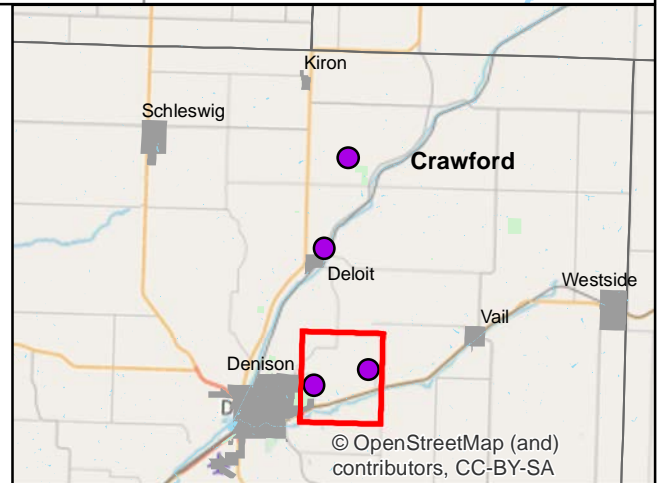 Kiron
Schleswig
Crawford
Deloit
Westside
Vail
Denison
D
© OpenStreetMap (and)
contributors, CC-BY-SA